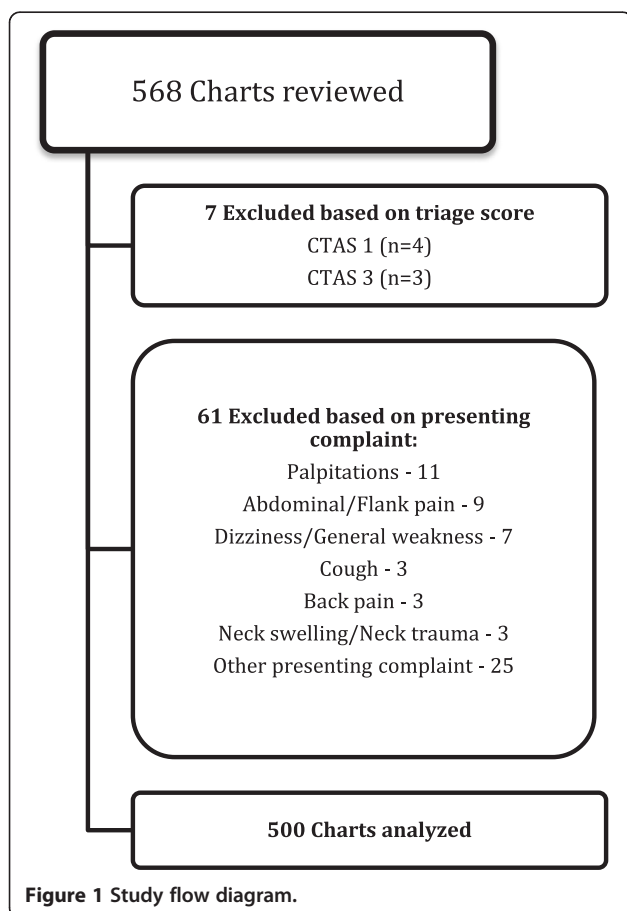 568 Charts reviewed
7 Excluded based on triage score
CTAS 1 (n=4)
CTAS 3 (n=3)
61 Excluded based on presenting
complaint:
Palpitations - 11
Abdominal/Flank pain - 9
Dizziness/General weakness - 7
Cough - 3
Back pain - 3
Neck swelling/Neck trauma - 3
Other presenting complaint - 25
500 Charts analyzed
Figure 1 Study flow diagram.